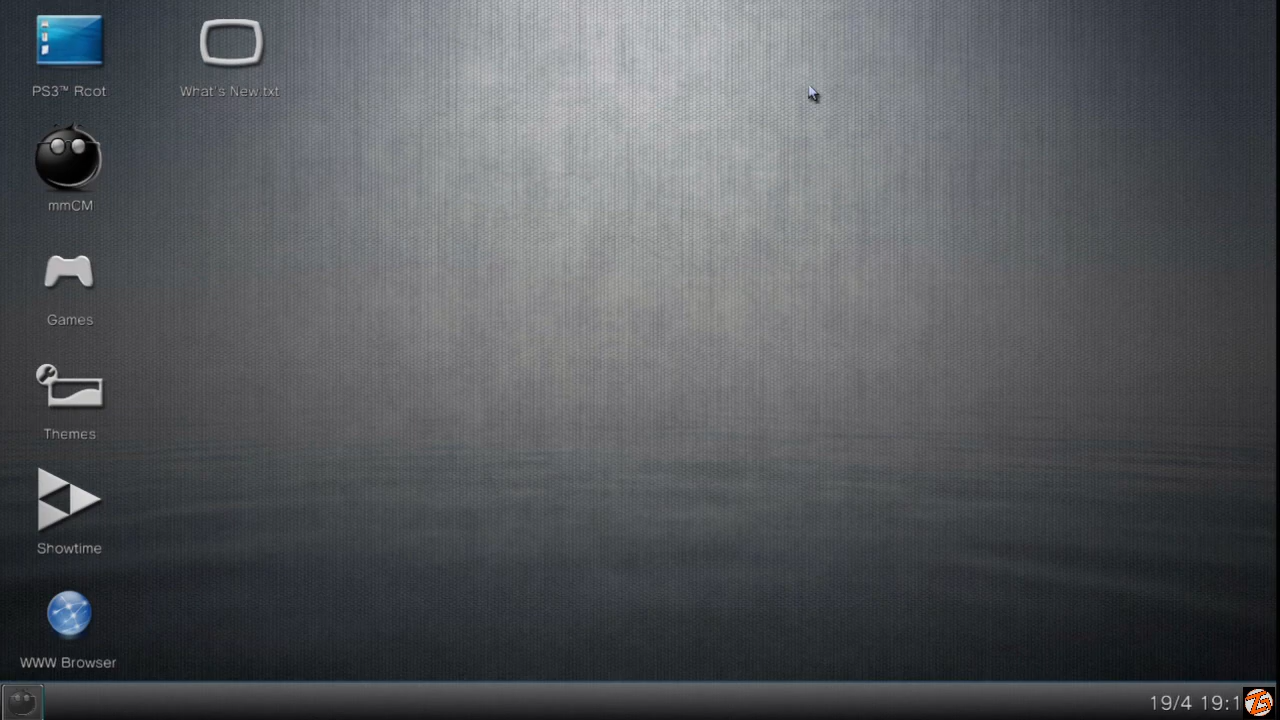 PS3™ Root
What's New.txt
mmCM
Games
Themes
Showtime
WWW Browser
19/4 19:1